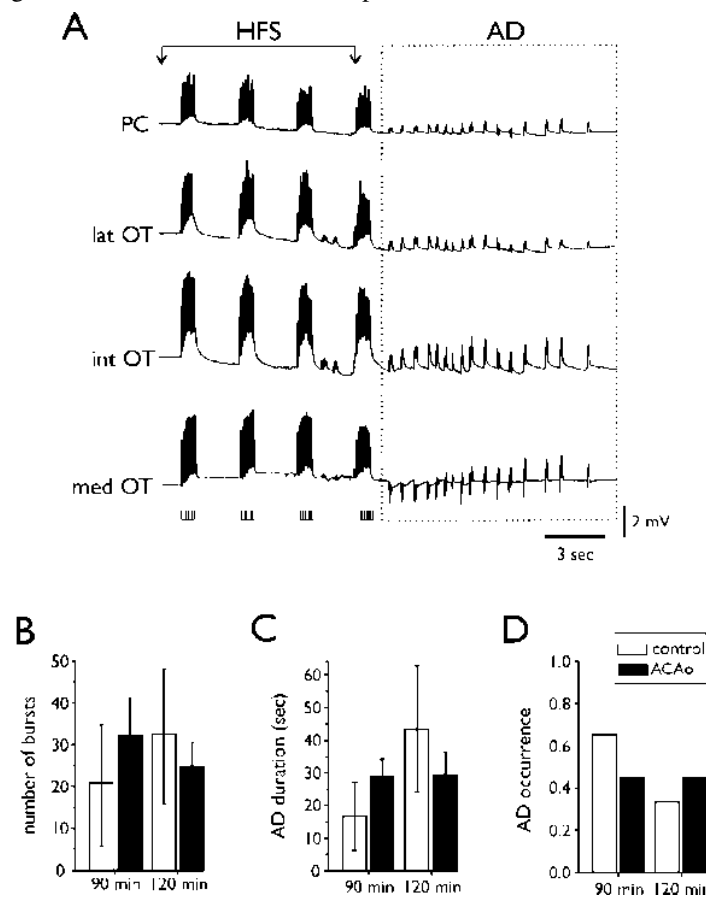 A
HFS
AD
PC
lat OT
int OT
med OT
2 mV
3 sec
B
number of bursts
50
40
30
20
10
0
90 min
120 min
C
AD duration (sec)
60
50
40
30
20
10
0
90 min
120 min
D
control
ACAo
AD occurrence
1.0
0.8
0.6
0.4
0.2
0.0
90 min
120 min